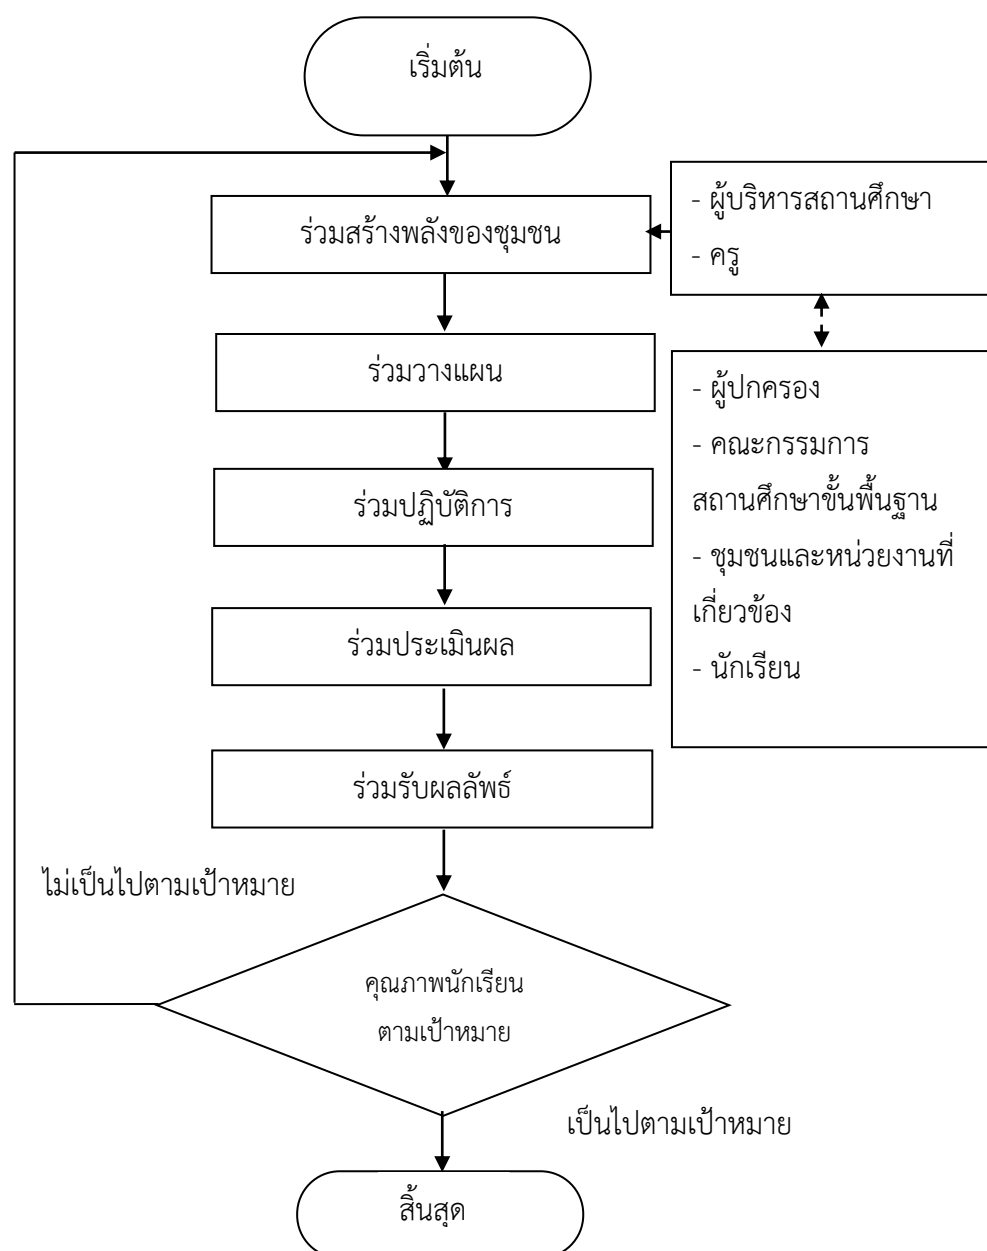 เริ่มต้น
ร่วมสร้างพลังของชุมชน
- ผู้บริหารสถานศึกษา
- ครู
ร่วมวางแผน
- ผู้ปกครอง
- คณะกรรมการ
สถานศึกษาขั้นพื้นฐาน
- ชุมชนและหน่วยงานที่
เกี่ยวข้อง
- นักเรียน
ร่วมปฏิบัติการ
ร่วมประเมินผล
ร่วมรับผลลัพธ์
ไม่เป็นไปตามเป้าหมาย
คุณภาพนักเรียน
ตามเป้าหมาย
เป็นไปตามเป้าหมาย
สิ้นสุด